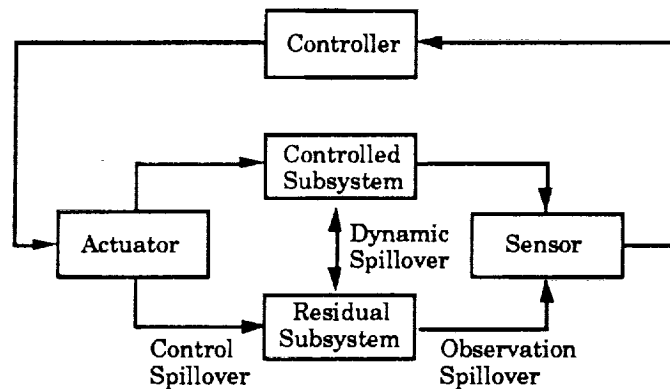 Controller
Controlled
Subsystem
Actuator
Dynamic
Spillover
Sensor
Residual
Subsystem
Control
Spillover
Observation
Spillover